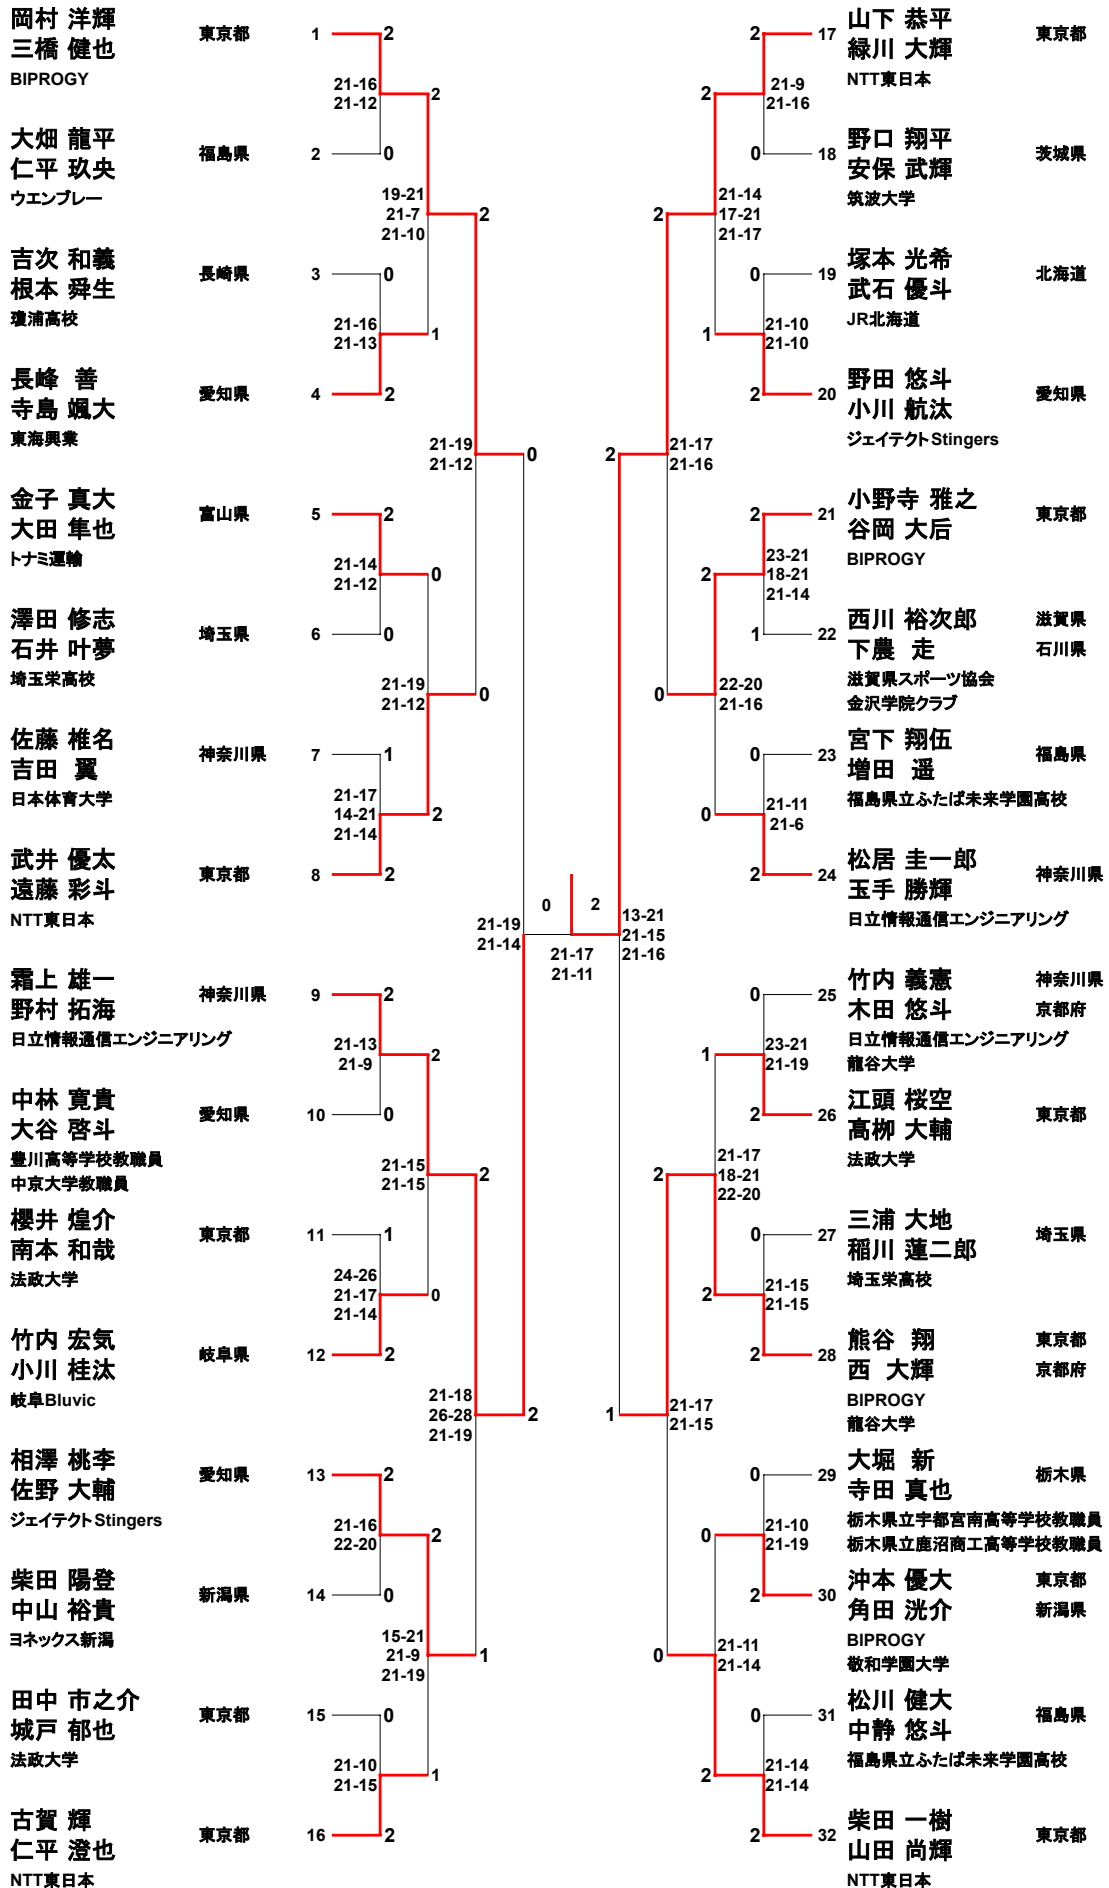 岡村 洋輝
三橋 健也
BIPROGY
東京都
1
2
21-16
21-12
2
大畑 龍平
仁平 玖央
ウエンブレー
福島県
2
0
19-21
21-7
21-10
2
吉次 和義
根本 舜生
瓊浦高校
長崎県
3
0
21-16
21-13
1
長峰 善
寺島 颯大
東海興業
愛知県
4
2
21-19
21-12
0
金子 真大
大田 隼也
トナミ運輸
富山県
5
2
21-14
21-12
0
澤田 修志
石井 叶夢
埼玉栄高校
埼玉県
6
0
21-19
21-12
0
佐藤 椎名
吉田 翼
日本体育大学
神奈川県
7
1
21-17
14-21
21-14
2
武井 優太
遠藤 彩斗
NTT東日本
東京都
8
2
21-19
21-14
0
2
21-17
21-11
霜上 雄一
野村 拓海
日立情報通信エンジニアリング
神奈川県
9
2
21-13
21-9
2
中林 寛貴
大谷 啓斗
豊川高等学校教職員
中京大学教職員
愛知県
10
0
21-15
21-15
2
櫻井 煌介
南本 和哉
法政大学
東京都
11
1
24-26
21-17
21-14
0
竹内 宏気
小川 桂汰
岐阜Bluvic
岐阜県
12
2
21-18
26-28
21-19
2
相澤 桃李
佐野 大輔
ジェイテクトStingers
愛知県
13
2
21-16
22-20
2
柴田 陽登
中山 裕貴
ヨネックス新潟
新潟県
14
0
15-21
21-9
21-19
1
田中 市之介
城戸 郁也
法政大学
東京都
15
0
21-10
21-15
1
古賀 輝
仁平 澄也
NTT東日本
東京都
16
2
山下 恭平
緑川 大輝
NTT東日本
東京都
17
2
21-9
21-16
2
野口 翔平
安保 武輝
筑波大学
茨城県
18
0
21-14
17-21
21-17
2
塚本 光希
武石 優斗
JR北海道
北海道
19
0
21-10
21-10
1
野田 悠斗
小川 航汰
ジェイテクトStingers
愛知県
20
2
21-17
21-16
2
小野寺 雅之
谷岡 大后
BIPROGY
東京都
21
2
23-21
18-21
21-14
2
西川 裕次郎
下農 走
滋賀県スポーツ協会
金沢学院クラブ
滋賀県
石川県
22
1
22-20
21-16
0
宮下 翔伍
増田 遥
福島県立ふたば未来学園高校
福島県
23
0
21-11
21-6
0
松居 圭一郎
玉手 勝輝
日立情報通信エンジニアリング
神奈川県
24
2
13-21
21-15
21-16
竹内 義憲
木田 悠斗
日立情報通信エンジニアリング
龍谷大学
神奈川県
京都府
25
0
23-21
21-19
1
江頭 桜空
髙栁 大輔
法政大学
東京都
26
2
21-17
18-21
22-20
2
三浦 大地
稲川 蓮二郎
埼玉栄高校
埼玉県
27
0
21-15
21-15
2
熊谷 翔
西 大輝
BIPROGY
龍谷大学
東京都
京都府
28
2
21-17
21-15
1
大堀 新
寺田 真也
栃木県立宇都宮南高等学校教職員
栃木県立鹿沼商工高等学校教職員
栃木県
29
0
21-10
21-19
0
沖本 優大
角田 洸介
BIPROGY
敬和学園大学
東京都
新潟県
30
2
21-11
21-14
0
松川 健大
中静 悠斗
福島県立ふたば未来学園高校
福島県
31
0
21-14
21-14
2
柴田 一樹
山田 尚輝
NTT東日本
東京都
32
2